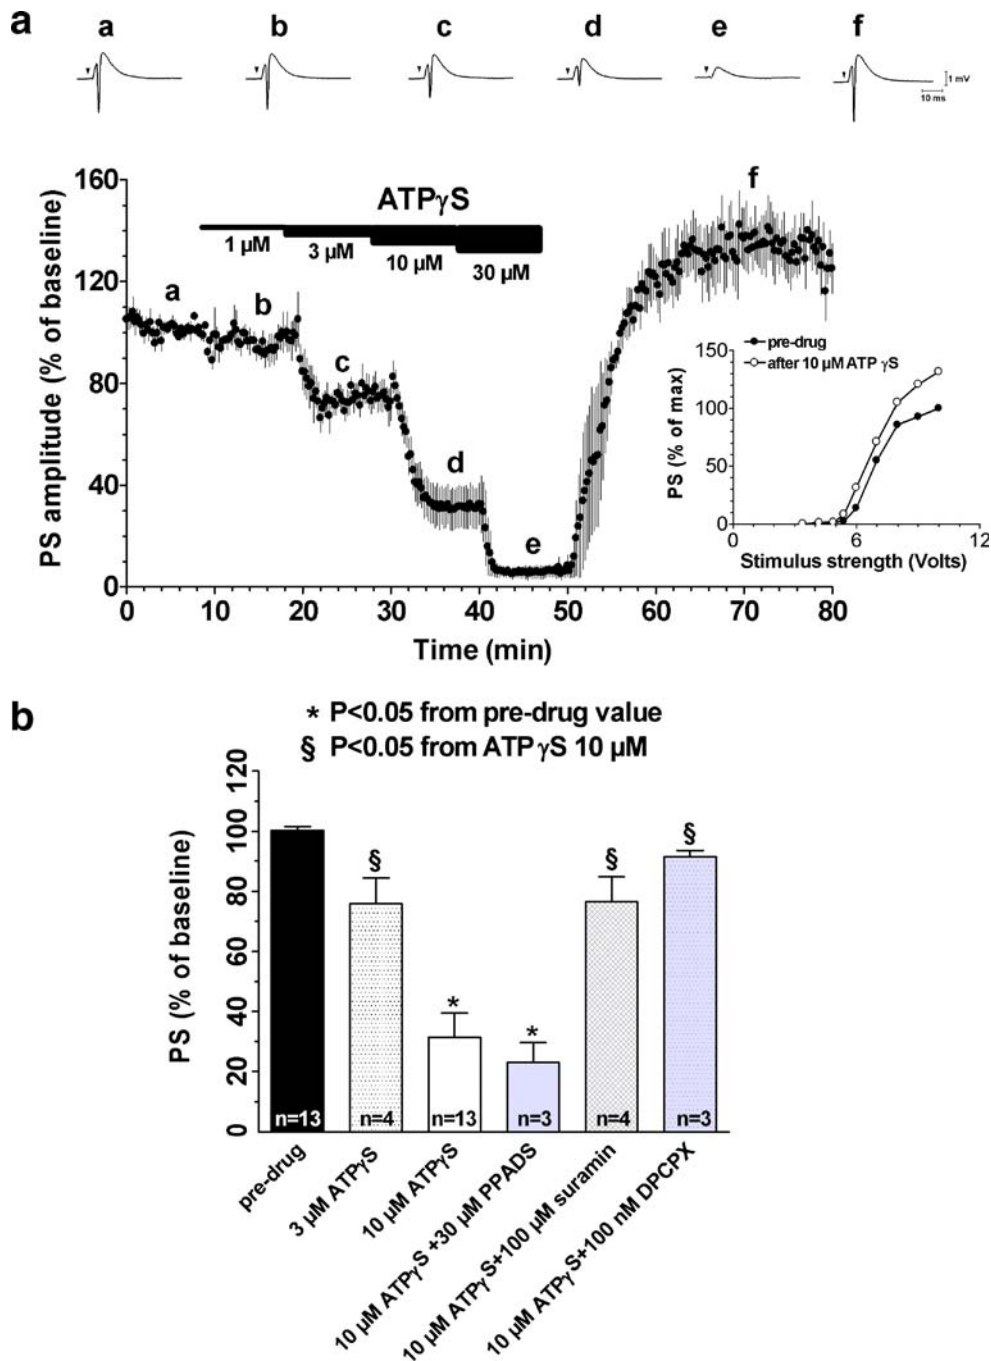 a
a b c d e f
1 mV
10 ms
160
120
80
40
0
PS amplitude (% of baseline)
ATPγS
1 µM
3 µM
10 µM
30 µM
a
b
c
d
e
f
0 10 20 30 40 50 60 70 80
Time (min)
pre-drug
after 10 µM ATP γS
150
100
50
0
PS (% of max)
0 6 12
Stimulus strength (Volts)
b
* P<0.05 from pre-drug value
§ P<0.05 from ATPγS 10 µM
120
100
80
60
40
20
0
PS (% of baseline)
§
*
*
§
§
n=13 n=4 n=13 n=3 n=4 n=3
pre-drug
3 µM ATPγS
10 µM ATPγS
10 µM ATPγS +30 µM PPADS
10 µM ATPγS+100 µM suramin
10 µM ATPγS+100 nM DPCPX